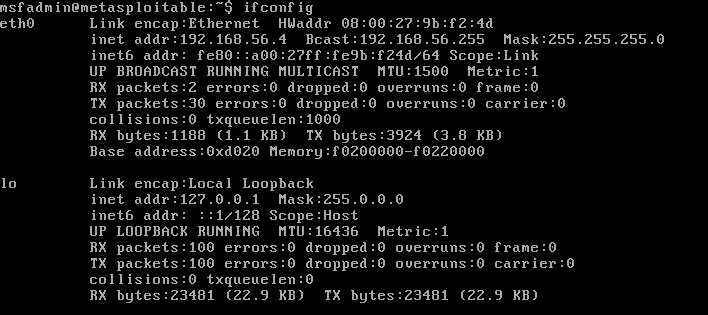 msfadmin@metasploitable:~$ ifconfig
eth0      Link encap:Ethernet  HWaddr 08:00:27:9b:f2:4d
          inet addr:192.168.56.4  Bcast:192.168.56.255  Mask:255.255.255.0
          inet6 addr: fe80::a00:27ff:fe9b:f24d/64 Scope:Link
          UP BROADCAST RUNNING MULTICAST  MTU:1500  Metric:1
          RX packets:2 errors:0 dropped:0 overruns:0 frame:0
          TX packets:30 errors:0 dropped:0 overruns:0 carrier:0
          collisions:0 txqueuelen:1000
          RX bytes:1188 (1.1 KB)  TX bytes:3924 (3.8 KB)
          Base address:0xd020 Memory:f0200000-f0220000
lo        Link encap:Local Loopback
          inet addr:127.0.0.1  Mask:255.0.0.0
          inet6 addr: ::1/128 Scope:Host
          UP LOOPBACK RUNNING  MTU:16436  Metric:1
          RX packets:100 errors:0 dropped:0 overruns:0 frame:0
          TX packets:100 errors:0 dropped:0 overruns:0 carrier:0
          collisions:0 txqueuelen:0
          RX bytes:23481 (22.9 KB)  TX bytes:23481 (22.9 KB)